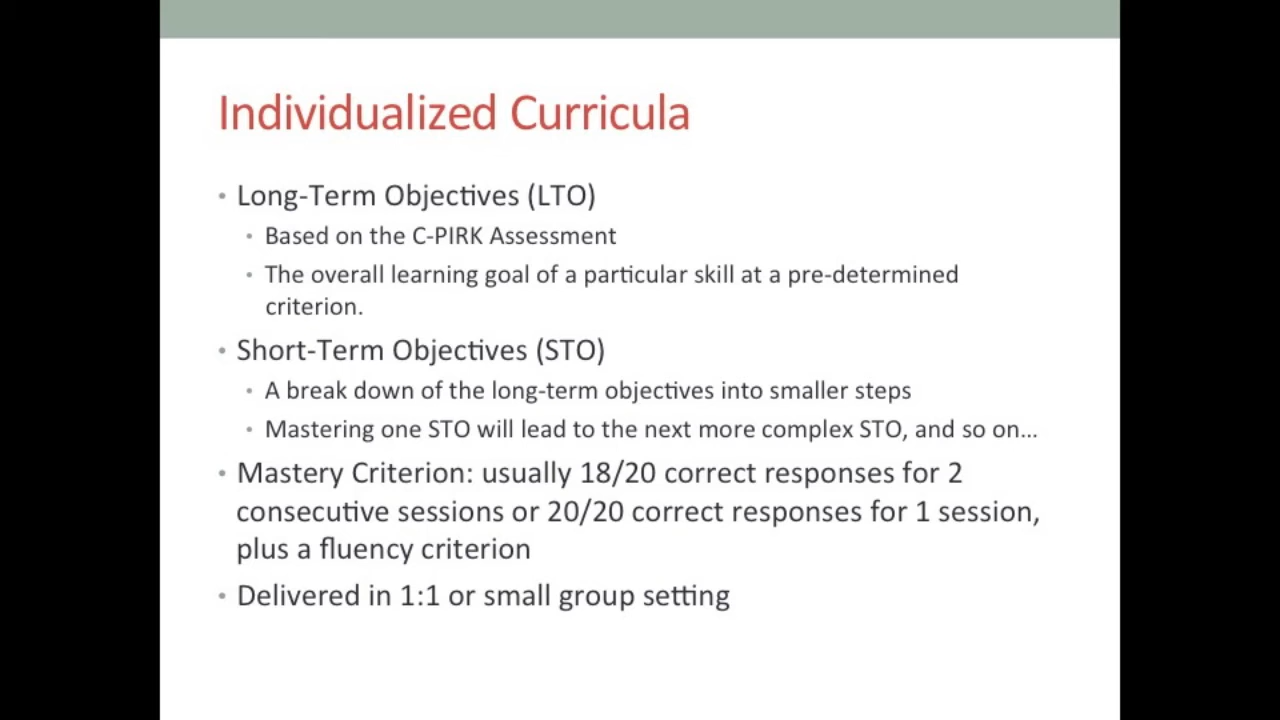 Individualized Curricula
• Long-Term Objectives (LTO)
• Based on the C-PIRK Assessment
• The overall learning goal of a particular skill at a pre-determined
criterion.
• Short-Term Objectives (STO)
• A break down of the long-term objectives into smaller steps
• Mastering one STO will lead to the next more complex STO, and so on...
• Mastery Criterion: usually 18/20 correct responses for 2
consecutive sessions or 20/20 correct responses for 1 session,
plus a fluency criterion
• Delivered in 1:1 or small group setting